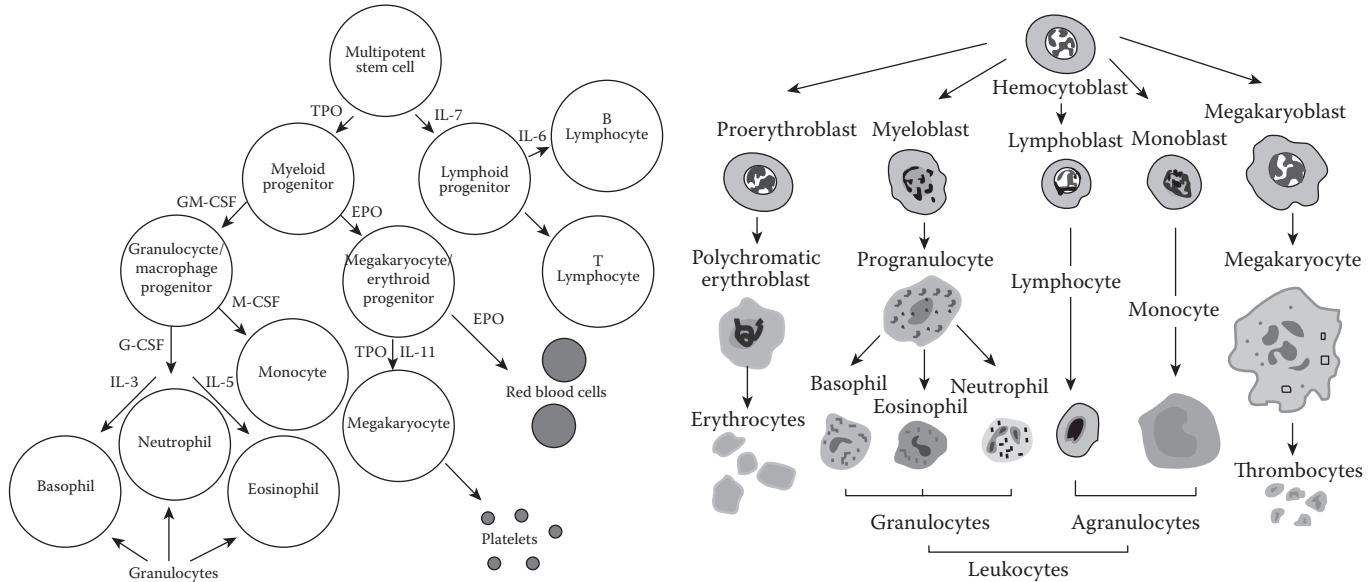 Multipotent
stem cell
TPO
IL-7
IL-6
B
Lymphocyte
Myeloid
progenitor
Lymphoid
progenitor
GM-CSF
EPO
Granulocycte/
macrophage
progenitor
Megakaryocyte/
erythroid
progenitor
T
Lymphocyte
M-CSF
G-CSF
EPO
TPO
IL-11
IL-3
IL-5
Monocyte
Red blood cells
Neutrophil
Megakaryocyte
Basophil
Eosinophil
Platelets
Granulocytes
Hemocytoblast
Proerythroblast
Myeloblast
Lymphoblast
Monoblast
Megakaryoblast
Polychromatic
erythroblast
Progranulocyte
Lymphocyte
Monocyte
Megakaryocyte
Basophil
Eosinophil
Neutrophil
Erythrocytes
Thrombocytes
Granulocytes
Agranulocytes
Leukocytes